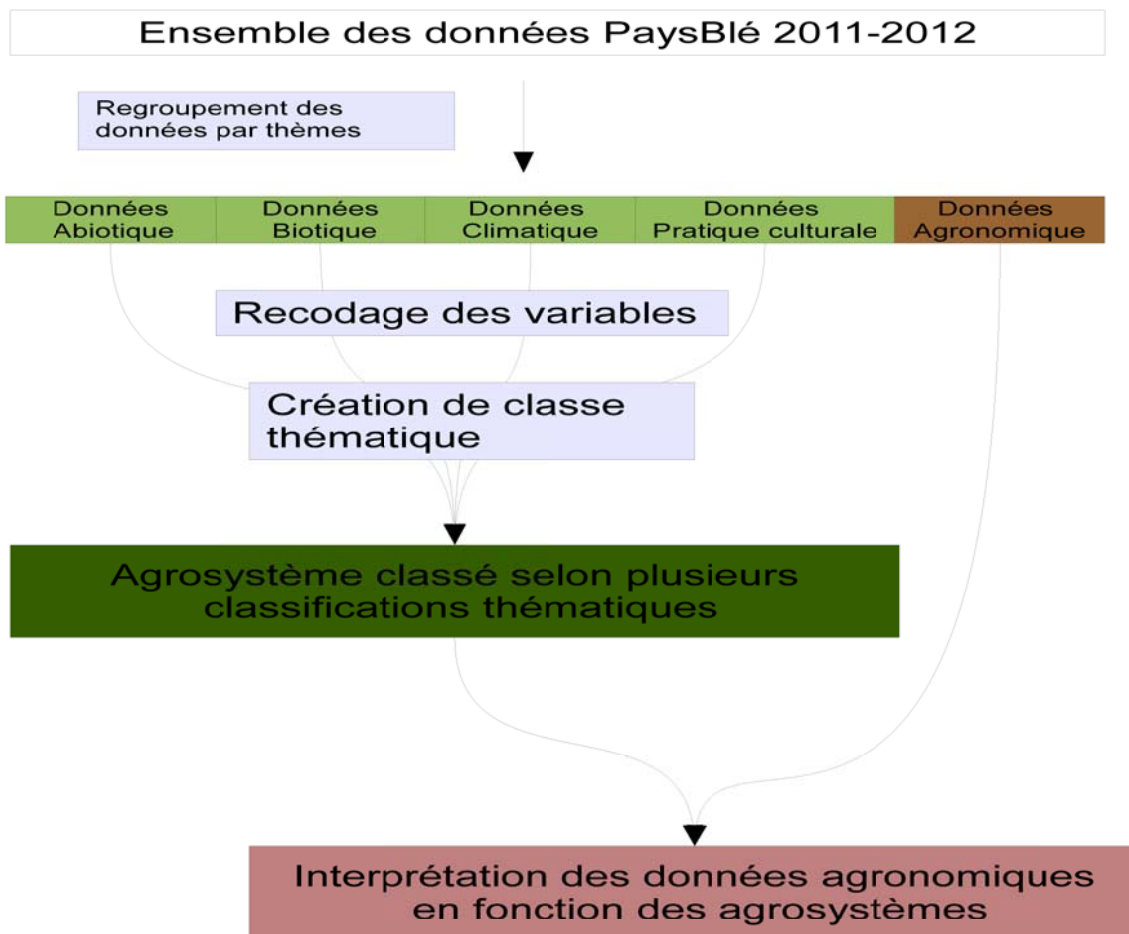 Ensemble des données PaysBlé 2011-2012
Regroupement des
données par thèmes
Données
Abiotique
Données
Biotique
Données
Climatique
Données
Pratique culturale
Données
Agronomique
Recodage des variables
Création de classe
thématique
Agrosystème classé selon plusieurs
classifications thématiques
Interprétation des données agronomiques
en fonction des agrosystèmes